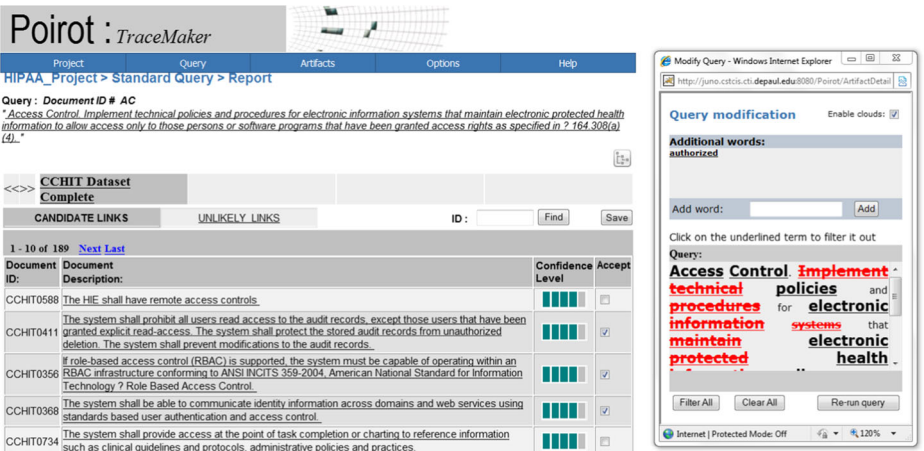 Poirot : TraceMaker
Project Query Artifacts Options Help
HIPAA_Project > Standard Query > Report
Query : Document ID # AC
" Access Control. Implement technical policies and procedures for electronic information systems that maintain electronic protected health
information to allow access only to those persons or software programs that have been granted access rights as specified in ? 164.308(a)
(4). "
<<>> CCHIT Dataset
Complete
CANDIDATE LINKS UNLIKELY LINKS ID : Find Save
1 - 10 of 189 Next Last
Document Document Confidence Accept
ID: Description: Level
CCHIT0588 The HIE shall have remote access controls.
The system shall prohibit all users read access to the audit records, except those users that have been
CCHIT0411 granted explicit read-access. The system shall protect the stored audit records from unauthorized
deletion. The system shall prevent modifications to the audit records.
If role-based access control (RBAC) is supported, the system must be capable of operating within an
CCHIT0356 RBAC infrastructure conforming to ANSI INCITS 359-2004, American National Standard for Information
Technology ? Role Based Access Control.
CCHIT0368 The system shall be able to communicate identity information across domains and web services using
standards based user authentication and access control.
CCHIT0734 The system shall provide access at the point of task completion or charting to reference information
such as clinical guidelines and protocols, administrative policies and practices.
Modify Query - Windows Internet Explorer
http://juno.cstcis.cti.depaul.edu:8080/Poirot/ArtifactDetail
Query modification Enable clouds:
Additional words:
authorized
Add word: Add
Click on the underlined term to filter it out
Query:
Access Control. Implement
technical policies and
procedures for electronic
information systems that
maintain electronic
protected health
Filter All Clear All Re-run query
Internet | Protected Mode: Off 120%